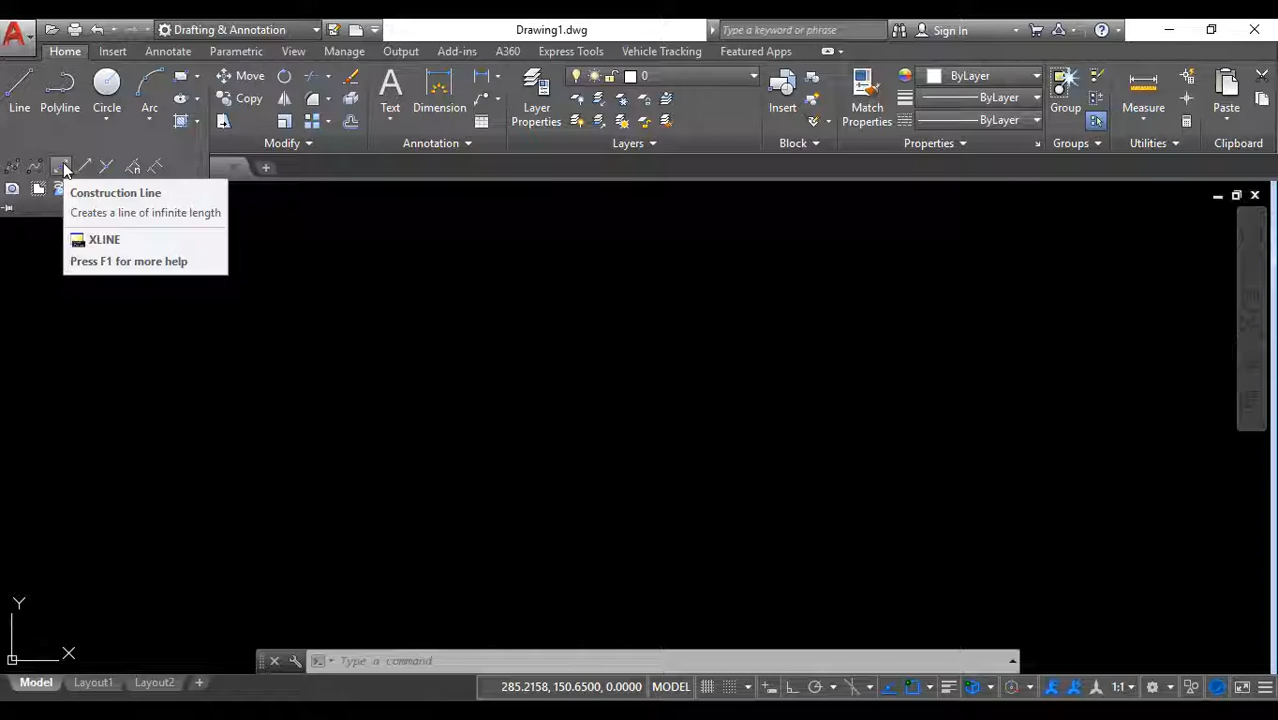 Drafting & Annotation
Drawing1.dwg
Type a keyword or phrase
Sign In
Home Insert Annotate Parametric View Manage Output Add-ins A360 Express Tools Vehicle Tracking Featured Apps
Line Polyline Circle Arc
Move
Copy
Text Dimension
Layer Properties
0
Insert
Match Properties
ByLayer
ByLayer
ByLayer
Group
Measure
Paste
Modify Annotation Layers Block Properties Groups Utilities Clipboard
Construction Line
Creates a line of infinite length
XLINE
Press F1 for more help
Y
X
Type a command
Model Layout1 Layout2
285.2158, 150.6500, 0.0000 MODEL 1:1